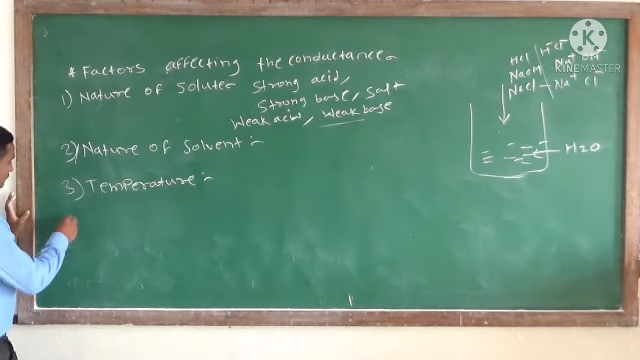 * Factors affecting the conductance-
1) Nature of Solute- Strong acid,
Strong base, Salt
Weak acid, Weak base
2) Nature of Solvent :-
3) Temperature :-
HCl / H+ Cl-
NaOH Na+ OH
NaCl - Na+ Cl-
H2O
K
KINEMASTER